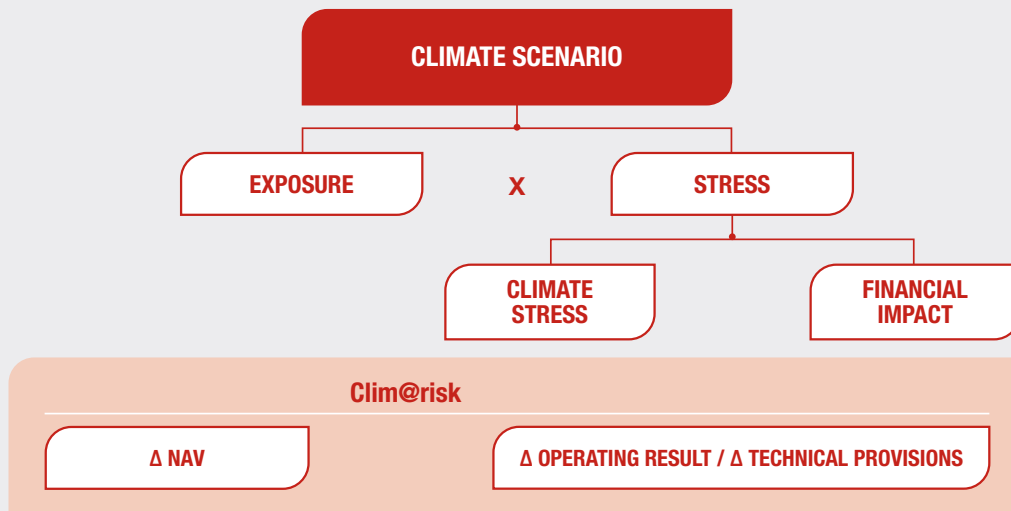 CLIMATE SCENARIO
EXPOSURE
X
STRESS
CLIMATE
STRESS
FINANCIAL
IMPACT
Clim@risk
Δ NAV
Δ OPERATING RESULT / Δ TECHNICAL PROVISIONS